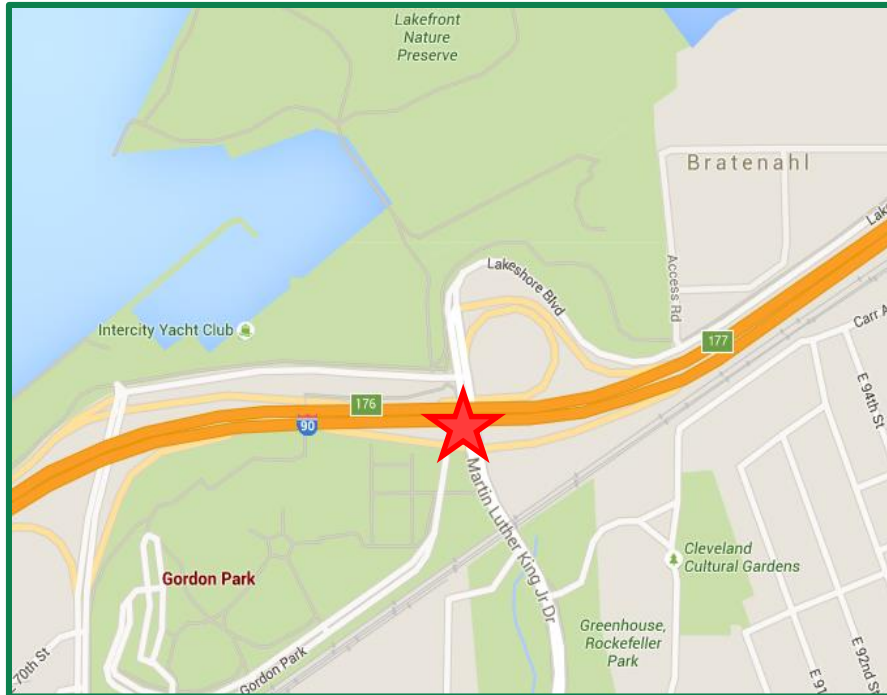 Lakefront
Nature
Preserve
Bratenahl
Lakeshore Blvd
Access Rd
Intercity Yacht Club
177
Carr A
176
90
E 94th St
Martin Luther King Jr Dr
Cleveland
Cultural Gardens
Gordon Park
Greenhouse,
Rockefeller
Park
E 70th St
Gordon Park
E 92nd St
E 91